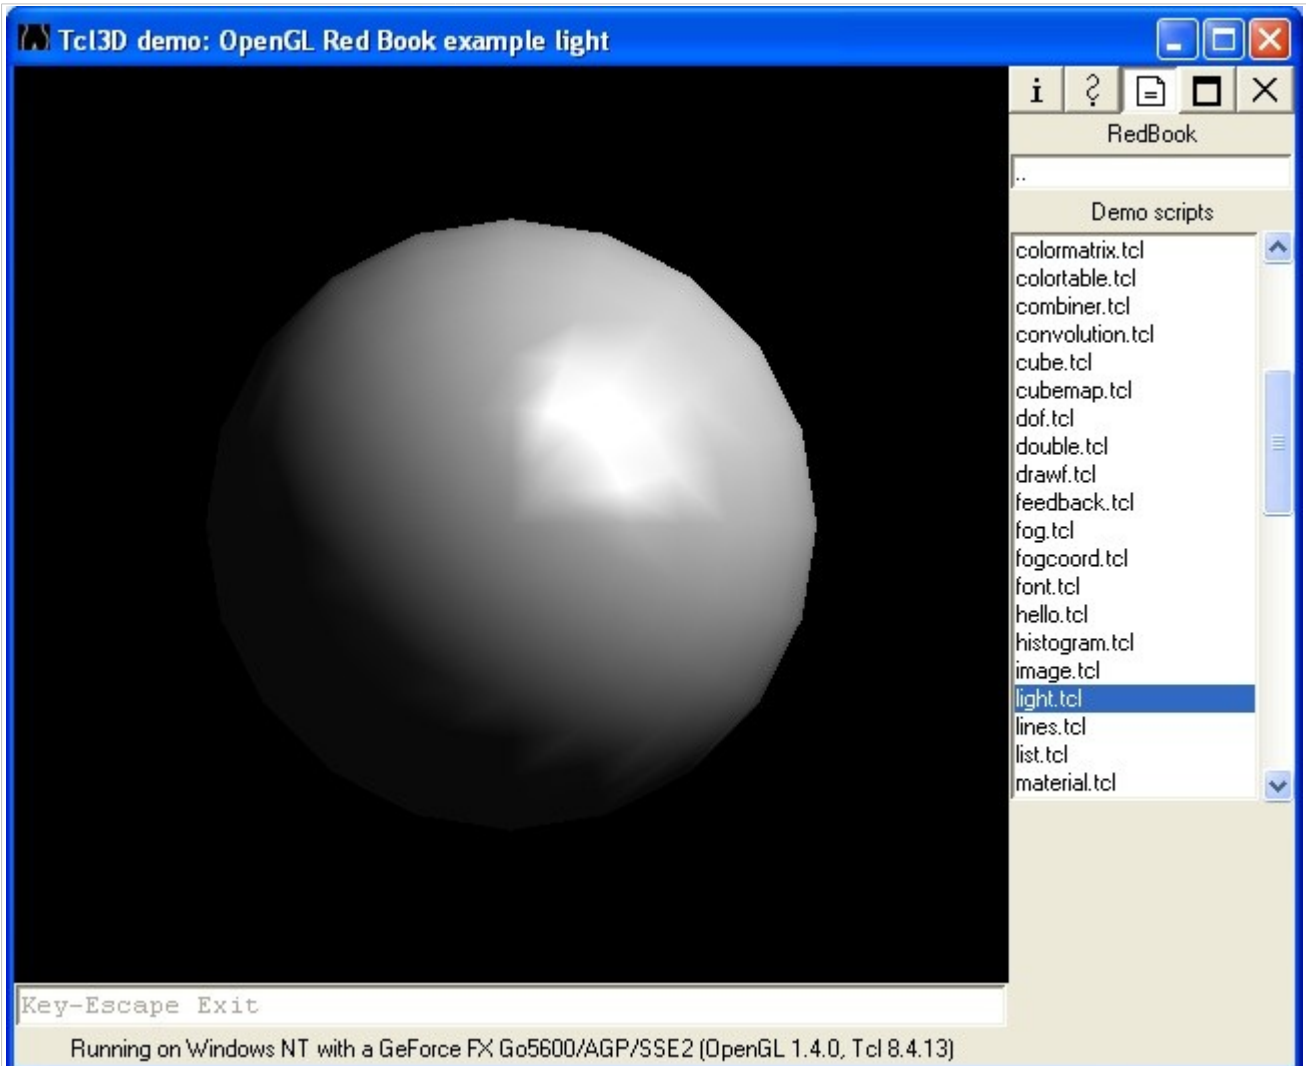 Tcl3D demo: OpenGL Red Book example light
i ?
RedBook
..
Demo scripts
colormatrix.tcl
colortable.tcl
combiner.tcl
convolution.tcl
cube.tcl
cubemap.tcl
dof.tcl
double.tcl
drawf.tcl
feedback.tcl
fog.tcl
fogcoord.tcl
font.tcl
hello.tcl
histogram.tcl
image.tcl
light.tcl
lines.tcl
list.tcl
material.tcl
Key-Escape Exit
Running on Windows NT with a GeForce FX Go5600/AGP/SSE2 (OpenGL 1.4.0, Tcl 8.4.13)